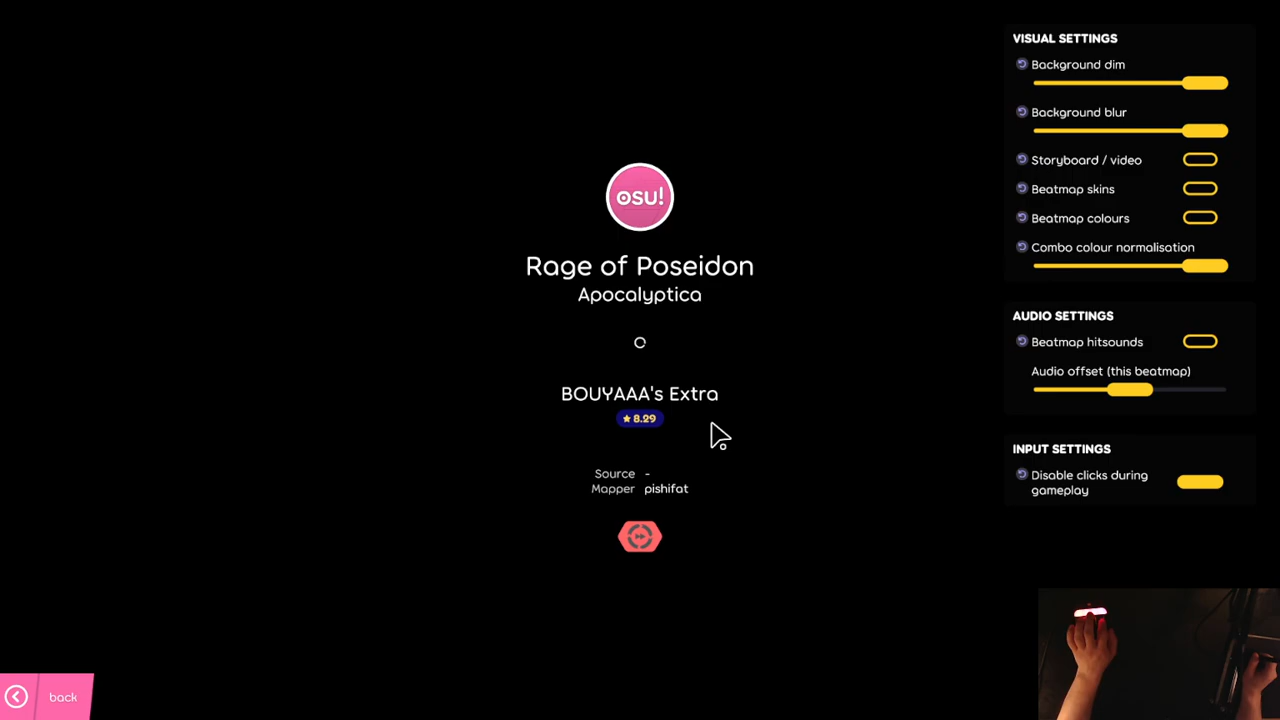 osu!
Rage of Poseidon
Apocalyptica
BOUYAAA's Extra
8.29
Source -
Mapper pishifat
back
VISUAL SETTINGS
Background dim
Background blur
Storyboard / video
Beatmap skins
Beatmap colours
Combo colour normalisation
AUDIO SETTINGS
Beatmap hitsounds
Audio offset (this beatmap)
INPUT SETTINGS
Disable clicks during
gameplay